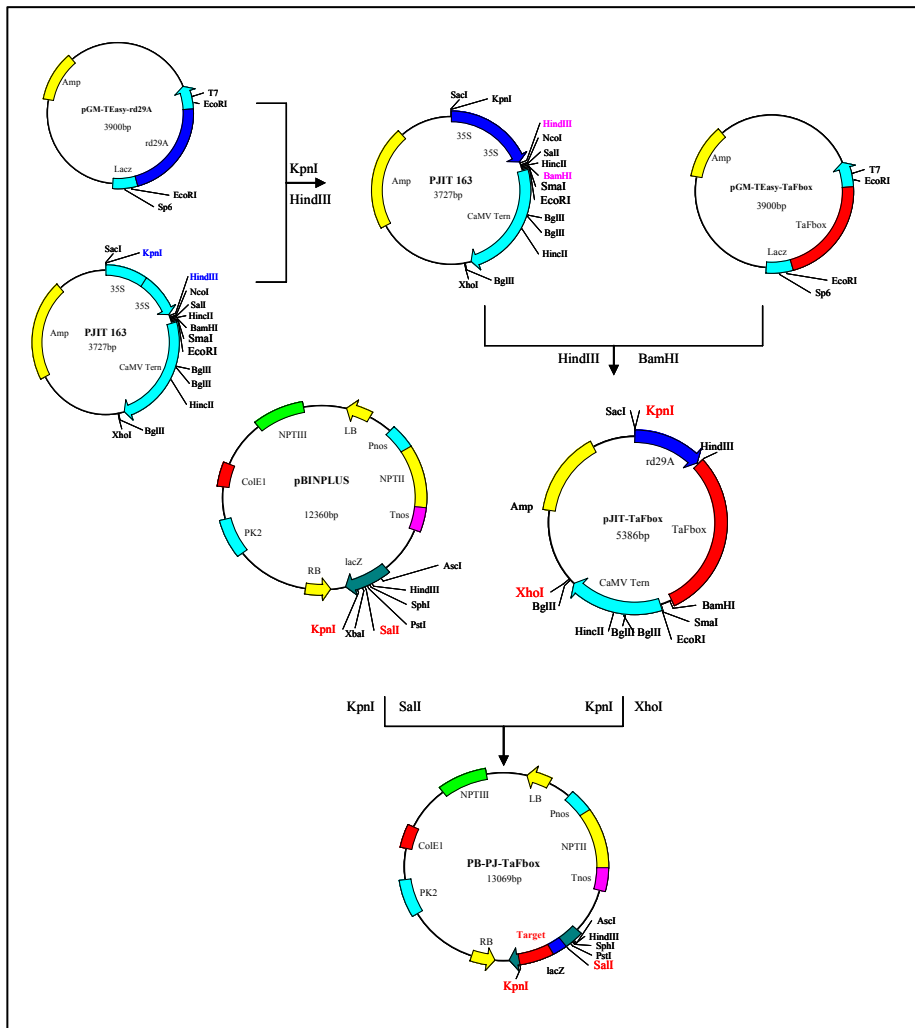 Amp
T7
EcoRI
pGM-TEasy-rd29A
3900bp
rd29A
Lacz
EcoRI
Sp6
KpnI
HindIII
SacI
KpnI
35S
35S
HindIII
NcoI
SalI
HincII
BamHI
SmaI
EcoRI
Amp
PJIT 163
3727bp
CaMV Tern
BglII
BglII
HincII
XhoI
BglII
Amp
T7
EcoRI
pGM-TEasy-TaFbox
3900bp
TaFbox
Lacz
EcoRI
Sp6
SacI
KpnI
35S
35S
HindIII
NcoI
SalI
HincII
BamHI
SmaI
EcoRI
Amp
PJIT 163
3727bp
CaMV Tern
BglII
BglII
HincII
XhoI
BglII
HindIII
BamHI
NPTIII
LB
Pnos
NPTII
Tnos
ColE1
pBINPLUS
12360bp
PK2
RB
lacZ
AscI
HindIII
SphI
PstI
SalI
XbaI
KpnI
SacI
KpnI
HindIII
rd29A
Amp
pJIT-TaFbox
5386bp
TaFbox
CaMV Tern
XhoI
BglII
HincII
BglII
BglII
EcoRI
SmaI
BamHI
KpnI
SalI
KpnI
XhoI
NPTIII
LB
Pnos
NPTII
Tnos
ColE1
PB-PJ-TaFbox
13069bp
PK2
RB
Target
lacZ
AscI
HindIII
SphI
PstI
SalI
KpnI